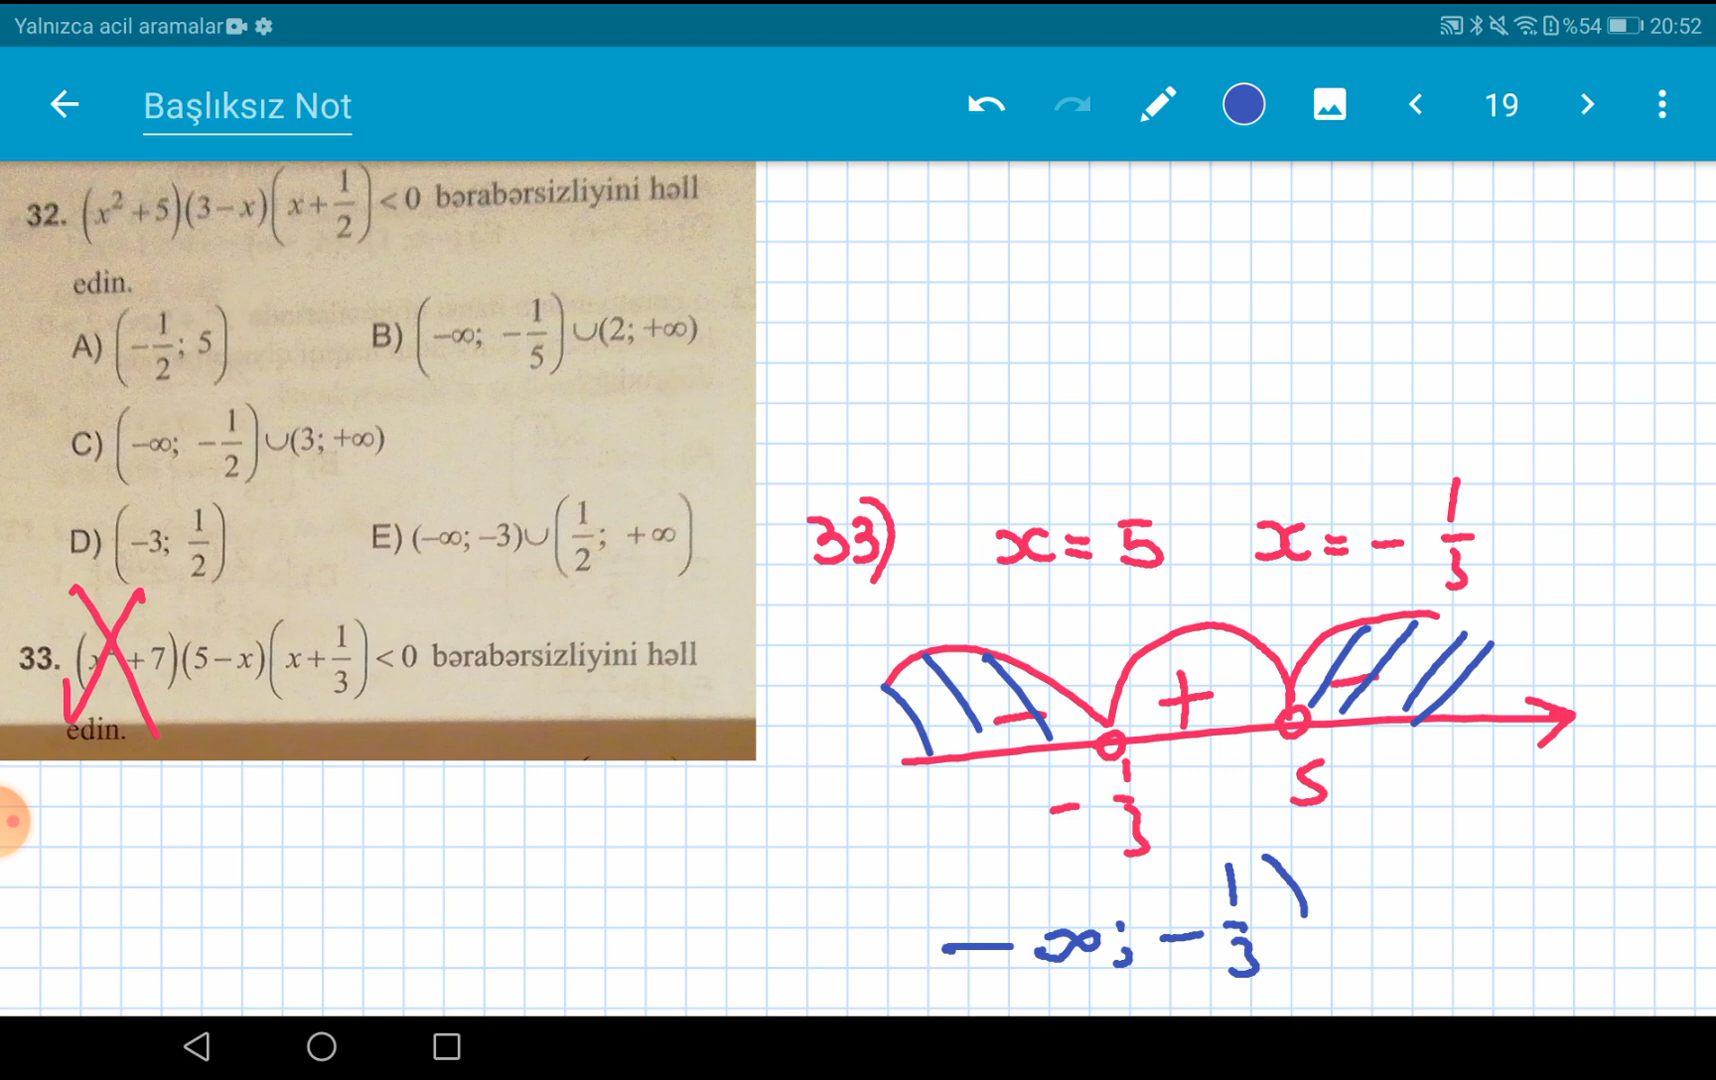 Yalnızca acil aramalar %54 20:52
Başlıksız Not 19
32. (x² + 5)(3 − x)(x + 1/2) < 0 bərabərsizliyini həll
edin.
A) (−1/2; 5) B) (−∞; −1/5)∪(2; +∞)
C) (−∞; −1/2)∪(3; +∞)
D) (−3; 1/2) E) (−∞; −3)∪(1/2; +∞)
33. (x² + 7)(5 − x)(x + 1/3) < 0 bərabərsizliyini həll
edin.
33) x = 5 x = −1/3
− + −
−1/3 5
−∞; −1/3)